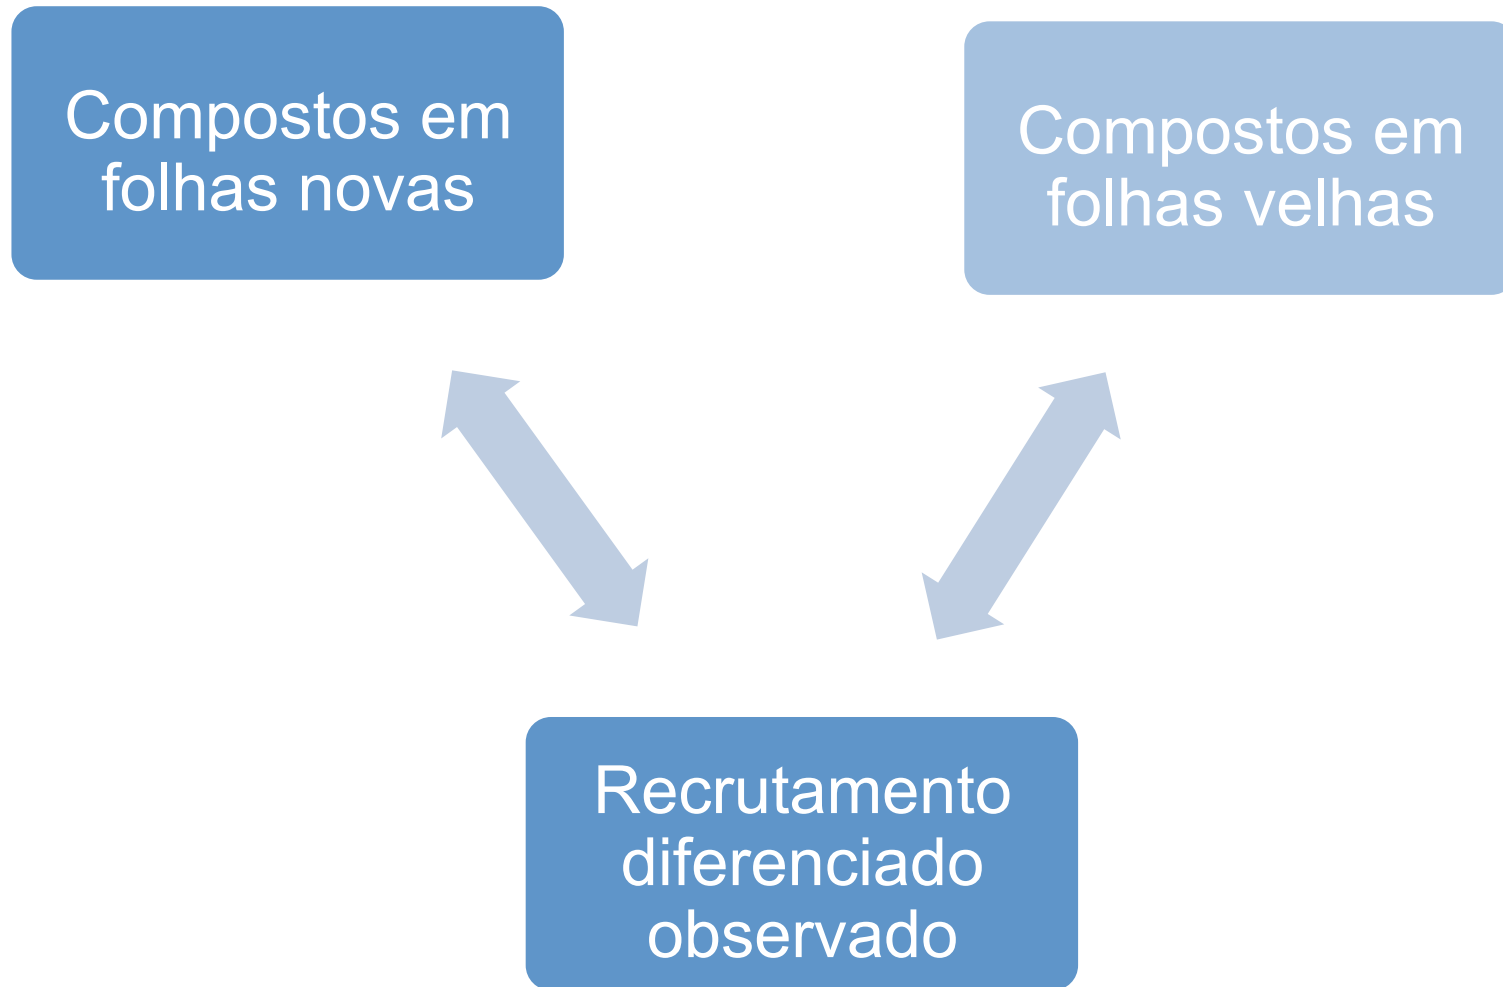 Compostos em
folhas novas
Compostos em
folhas velhas
Recrutamento
diferenciado
observado